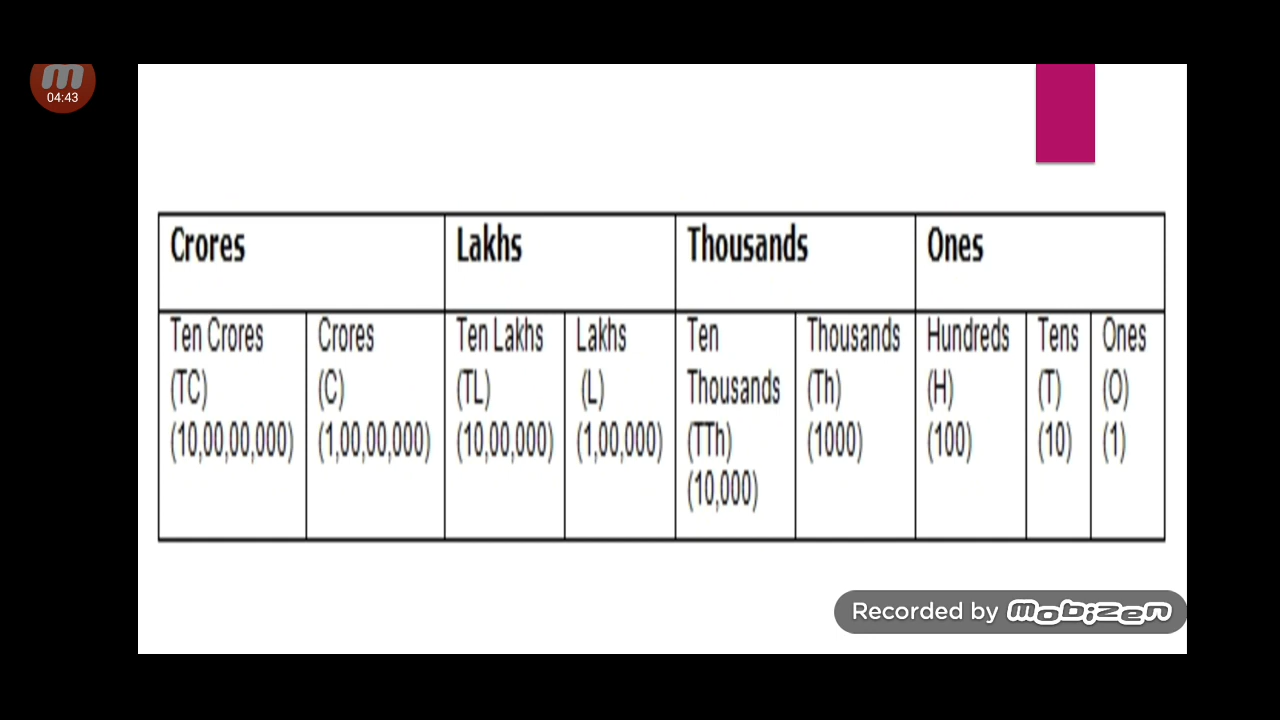 04:43
Crores
Lakhs
Thousands
Ones
Ten Crores
(TC)
(10,00,00,000)
Crores
(C)
(1,00,00,000)
Ten Lakhs
(TL)
(10,00,000)
Lakhs
(L)
(1,00,000)
Ten
Thousands
(TTh)
(10,000)
Thousands
(Th)
(1000)
Hundreds
(H)
(100)
Tens
(T)
(10)
Ones
(O)
(1)
Recorded by mobizen